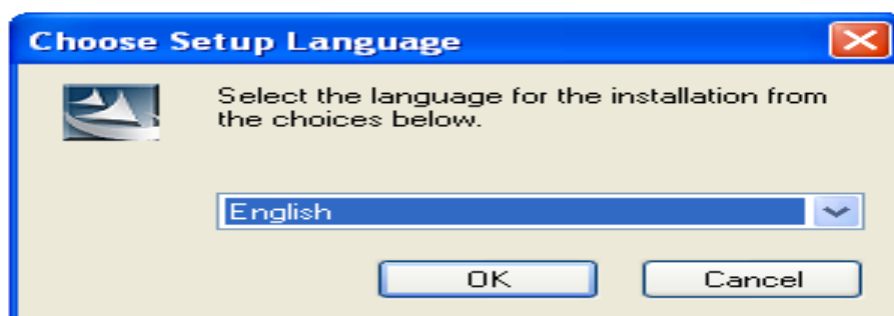 Choose Setup Language
Select the language for the installation from
the choices below.
English
OK
Cancel